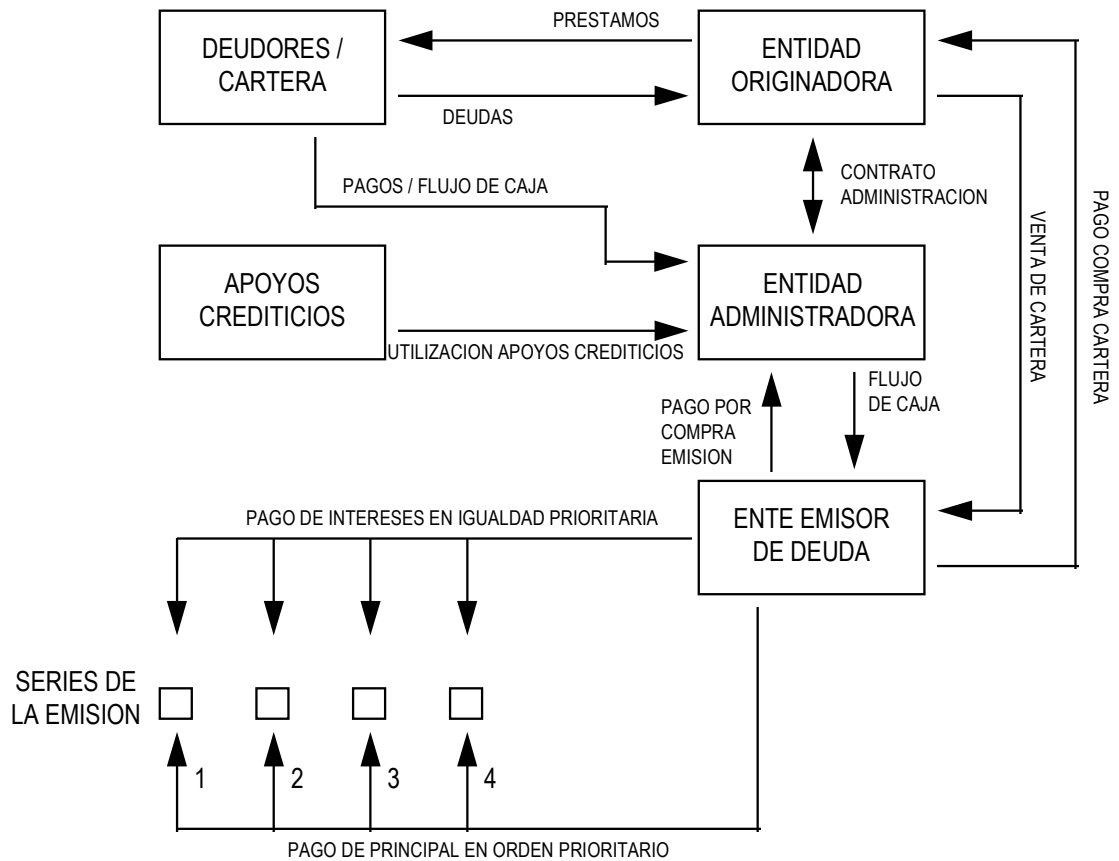 PRESTAMOS
DEUDORES /
CARTERA
ENTIDAD
ORIGINADORA
DEUDAS
PAGOS / FLUJO DE CAJA
CONTRATO
ADMINISTRACION
VENTA DE CARTERA
PAGO COMPRA CARTERA
APOYOS
CREDITICIOS
ENTIDAD
ADMINISTRADORA
UTILIZACION APOYOS CREDITICIOS
PAGO POR
COMPRA
EMISION
FLUJO
DE CAJA
PAGO DE INTERESES EN IGUALDAD PRIORITARIA
ENTE EMISOR
DE DEUDA
SERIES DE
LA EMISION
1
2
3
4
PAGO DE PRINCIPAL EN ORDEN PRIORITARIO